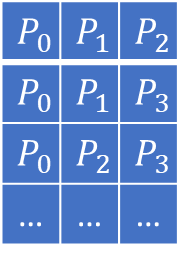 P₀ P₁ P₂
P₀ P₁ P₃
P₀ P₂ P₃
... ... ...